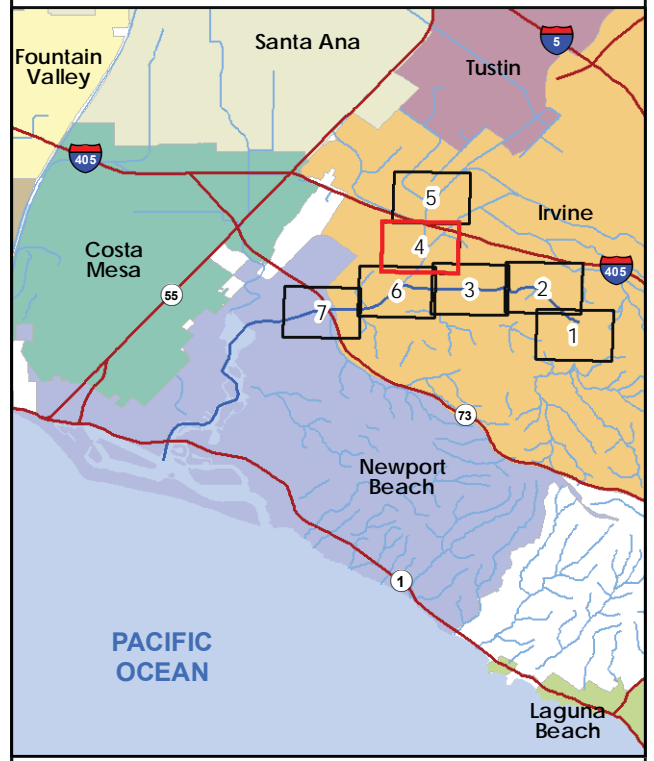 Santa Ana
Fountain
Valley
5
Tustin
405
5
Irvine
4
Costa
Mesa
405
55
6
3
2
7
1
73
Newport
Beach
1
PACIFIC
OCEAN
Laguna
Beach